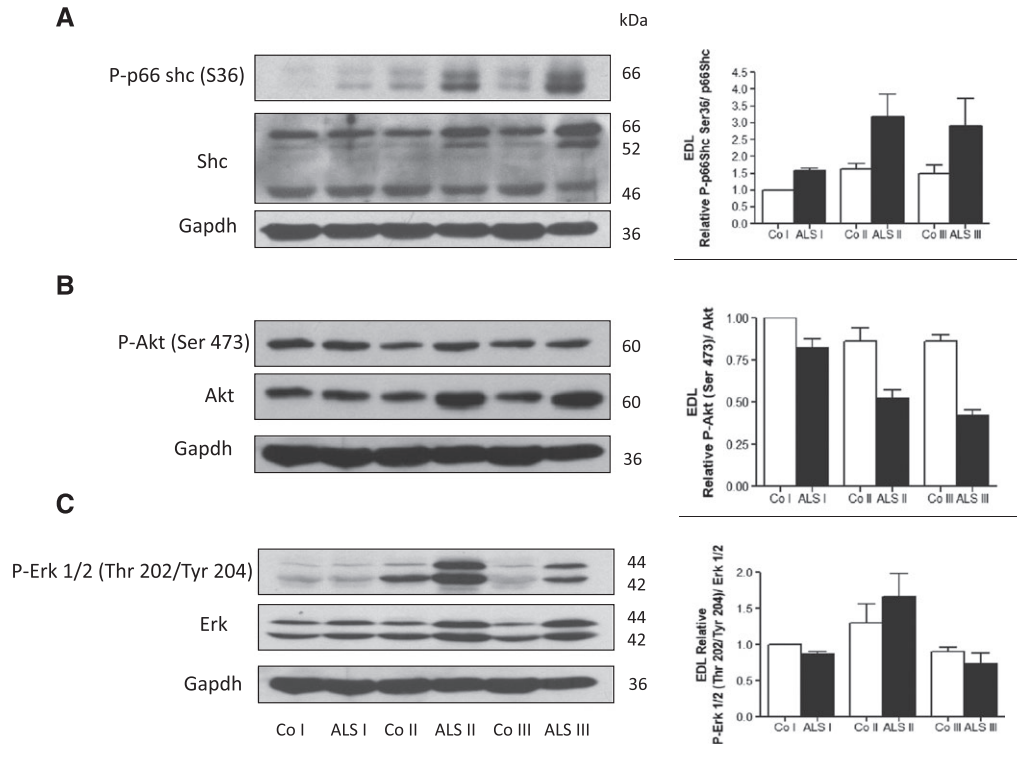 A
kDa
P-p66 shc (S36)
66
Shc
66
52
46
Gapdh
36
EDL
Relative P-p66Shc Ser36/ p66Shc
4.5
4.0
3.5
3.0
2.5
2.0
1.5
1.0
0.5
0.0
Co I ALS I Co II ALS II Co III ALS III
B
P-Akt (Ser 473)
60
Akt
60
Gapdh
36
EDL
Relative P-Akt (Ser 473)/ Akt
1.00
0.75
0.50
0.25
0.00
Co I ALS I Co II ALS II Co III ALS III
C
P-Erk 1/2 (Thr 202/Tyr 204)
44
42
Erk
44
42
Gapdh
36
Co I ALS I Co II ALS II Co III ALS III
EDL Relative
P-Erk 1/2 (Thr 202/Tyr 204)/ Erk 1/2
2.0
1.5
1.0
0.5
0.0
Co I ALS I Co II ALS II Co III ALS III